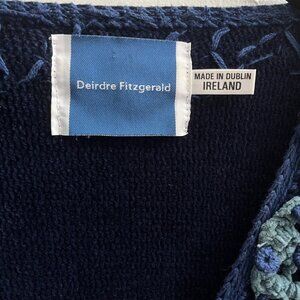 Deirdre Fitzgerald
MADE IN DUBLIN
IRELAND